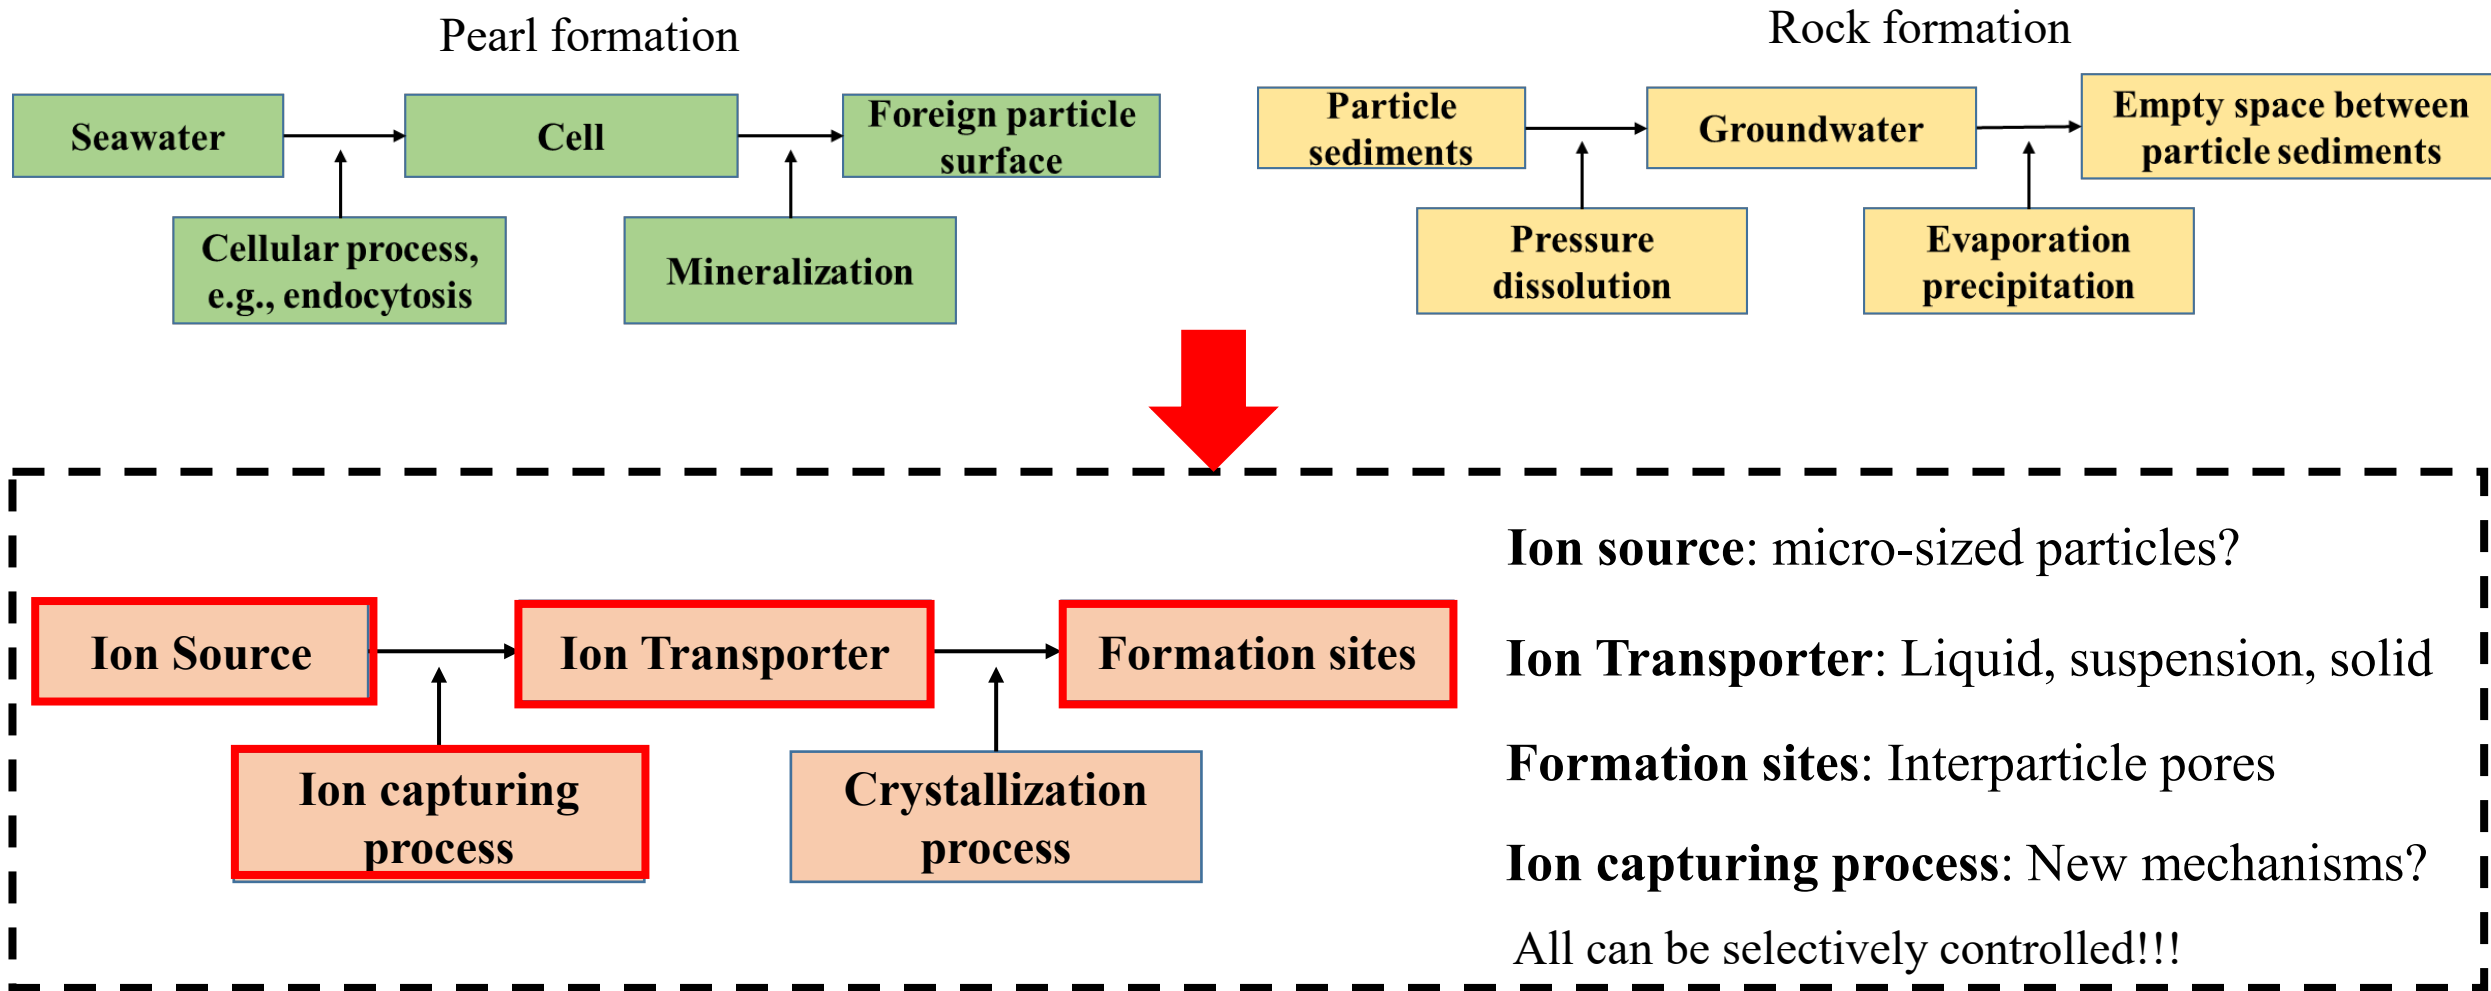 Pearl formation
Seawater
Cell
Foreign particle
surface
Cellular process,
e.g., endocytosis
Mineralization
Rock formation
Particle
sediments
Groundwater
Empty space between
particle sediments
Pressure
dissolution
Evaporation
precipitation
Ion Source
Ion Transporter
Formation sites
Ion capturing
process
Crystallization
process
Ion source: micro-sized particles?
Ion Transporter: Liquid, suspension, solid
Formation sites: Interparticle pores
Ion capturing process: New mechanisms?
All can be selectively controlled!!!